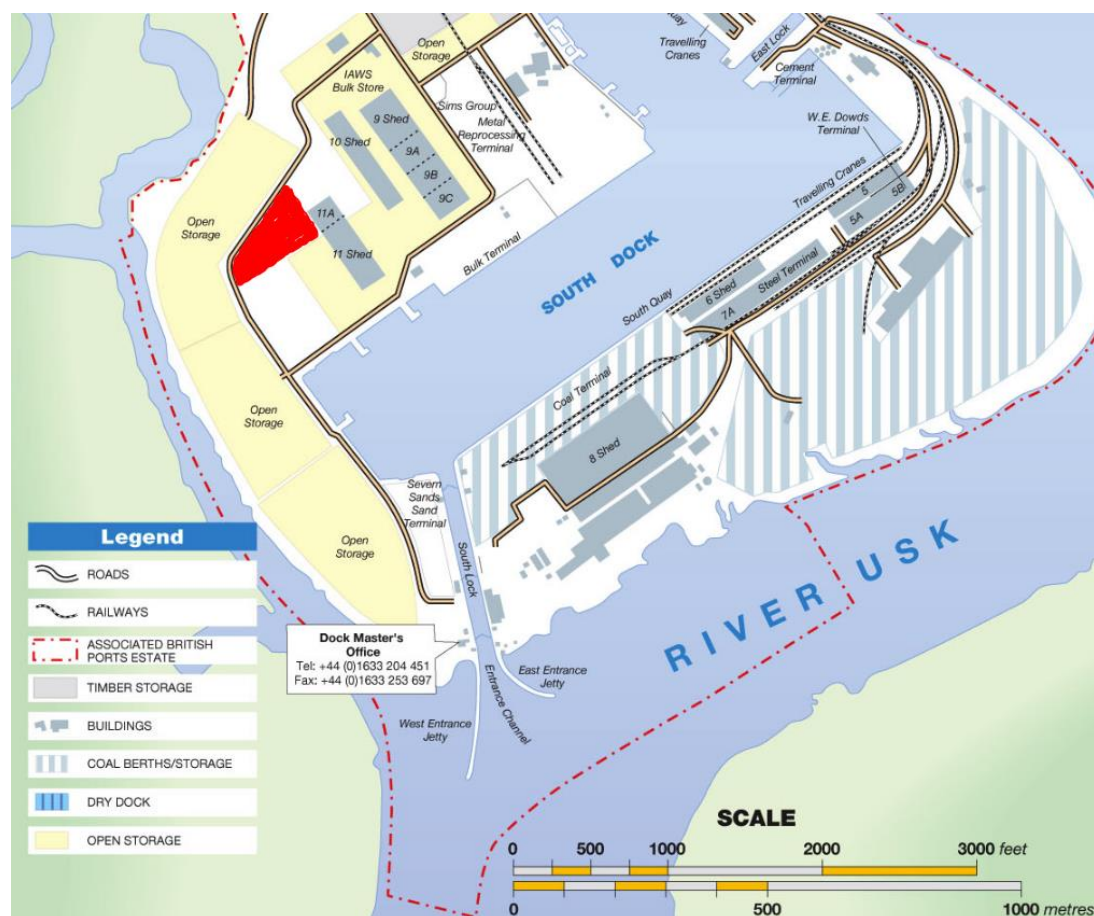 Travelling
Cranes
East Lock
Cement
Terminal
Open
Storage
IAWS
Bulk Store
Sims Group
Metal
Reprocessing
Terminal
W.E. Dowds
Terminal
9 Shed
10 Shed
9A
9B
9C
Travelling Cranes
5
5B
5A
11A
11 Shed
Open
Storage
Bulk Terminal
SOUTH DOCK
South Quay
6 Shed
Steel Terminal
7A
Coal Terminal
Open
Storage
8 Shed
Severn
Sands
Sand
Terminal
Open
Storage
South Lock
RIVER USK
Legend
ROADS
RAILWAYS
ASSOCIATED BRITISH
PORTS ESTATE
TIMBER STORAGE
BUILDINGS
COAL BERTHS/STORAGE
DRY DOCK
OPEN STORAGE
Dock Master's
Office
Tel: +44 (0)1633 204 451
Fax: +44 (0)1633 253 697
East Entrance
Jetty
Entrance Channel
West Entrance
Jetty
SCALE
0 500 1000 2000 3000 feet
0 500 1000 metres